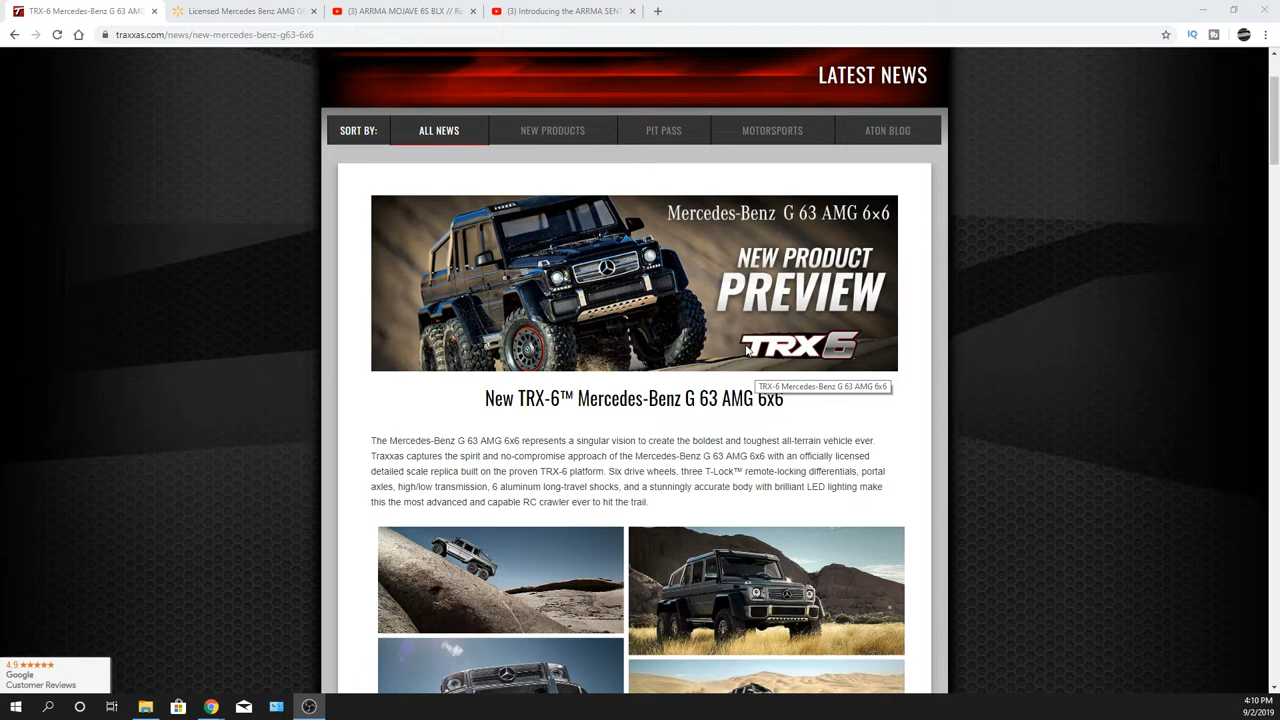 TRX-6 Mercedes-Benz G 63 AMG
Licensed Mercedes Benz AMG G
(3) ARRMA MOJAVE 6S BLX // Ra
(3) Introducing the ARRMA SENT
traxxas.com/news/new-mercedes-benz-g63-6x6
IQ
LATEST NEWS
SORT BY: ALL NEWS NEW PRODUCTS PIT PASS MOTORSPORTS ATON BLOG
Mercedes-Benz G 63 AMG 6×6
NEW PRODUCT
PREVIEW
TRX6
TRX-6 Mercedes-Benz G 63 AMG 6x6
New TRX-6™ Mercedes-Benz G 63 AMG 6x6
The Mercedes-Benz G 63 AMG 6x6 represents a singular vision to create the boldest and toughest all-terrain vehicle ever.
Traxxas captures the spirit and no-compromise approach of the Mercedes-Benz G 63 AMG 6x6 with an officially licensed
detailed scale replica built on the proven TRX-6 platform. Six drive wheels, three T-Lock™ remote-locking differentials, portal
axles, high/low transmission, 6 aluminum long-travel shocks, and a stunningly accurate body with brilliant LED lighting make
this the most advanced and capable RC crawler ever to hit the trail.
4.9 ★★★★★
Google
Customer Reviews
4:10 PM
9/2/2019